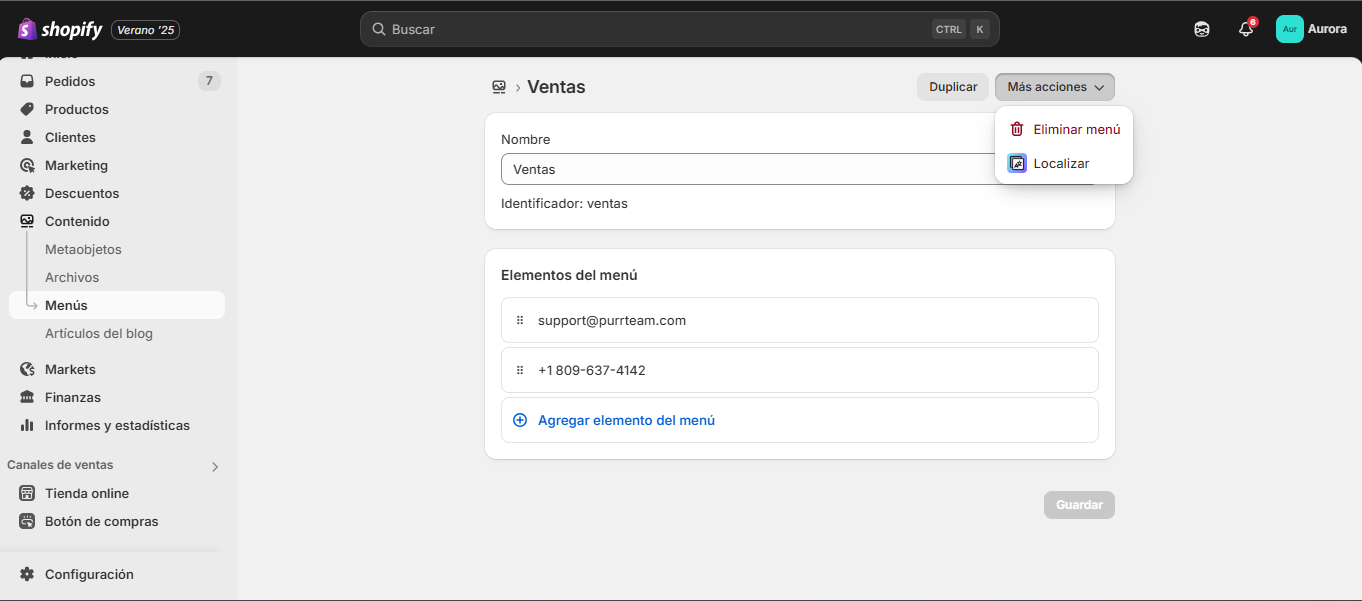 shopify Verano '25
Buscar
CTRL K
6
Aur
Aurora
Inicio
Pedidos 7
Productos
Clientes
Marketing
Descuentos
Contenido
Metaobjetos
Archivos
Menús
Artículos del blog
Markets
Finanzas
Informes y estadísticas
Canales de ventas
Tienda online
Botón de compras
Configuración
Ventas
Duplicar
Más acciones
Eliminar menú
Localizar
Nombre
Ventas
Identificador: ventas
Elementos del menú
support@purrteam.com
+1 809-637-4142
Agregar elemento del menú
Guardar